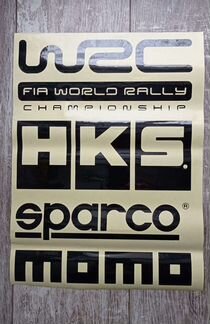 WRC
FIA WORLD RALLY
CHAMPIONSHIP
HKS.
sparco®
momo